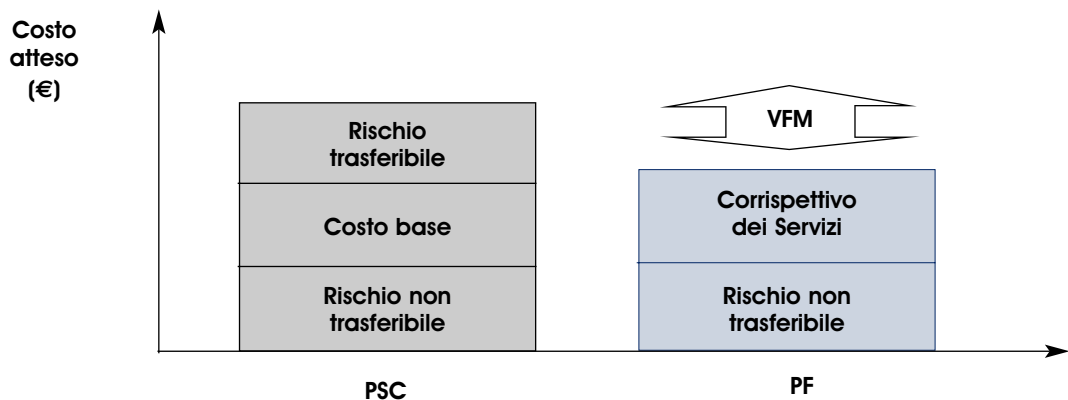 Costo
atteso
(€)
Rischio
trasferibile
Costo base
Rischio non
trasferibile
VFM
Corrispettivo
dei Servizi
Rischio non
trasferibile
PSC
PF